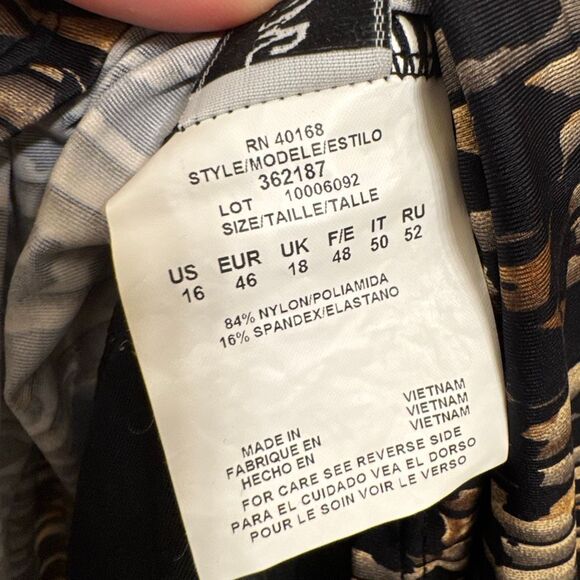 RN 40168
STYLE/MODELE/ESTILO
362187
LOT 10006092
SIZE/TAILLE/TALLE
US EUR UK F/E IT RU
16 46 18 48 50 52
84% NYLON/POLIAMIDA
16% SPANDEX/ELASTANO
MADE IN VIETNAM
FABRIQUE EN VIETNAM
HECHO EN VIETNAM
FOR CARE SEE REVERSE SIDE
PARA EL CUIDADO VEA EL DORSO
POUR LE SOIN VOIR LE VERSO